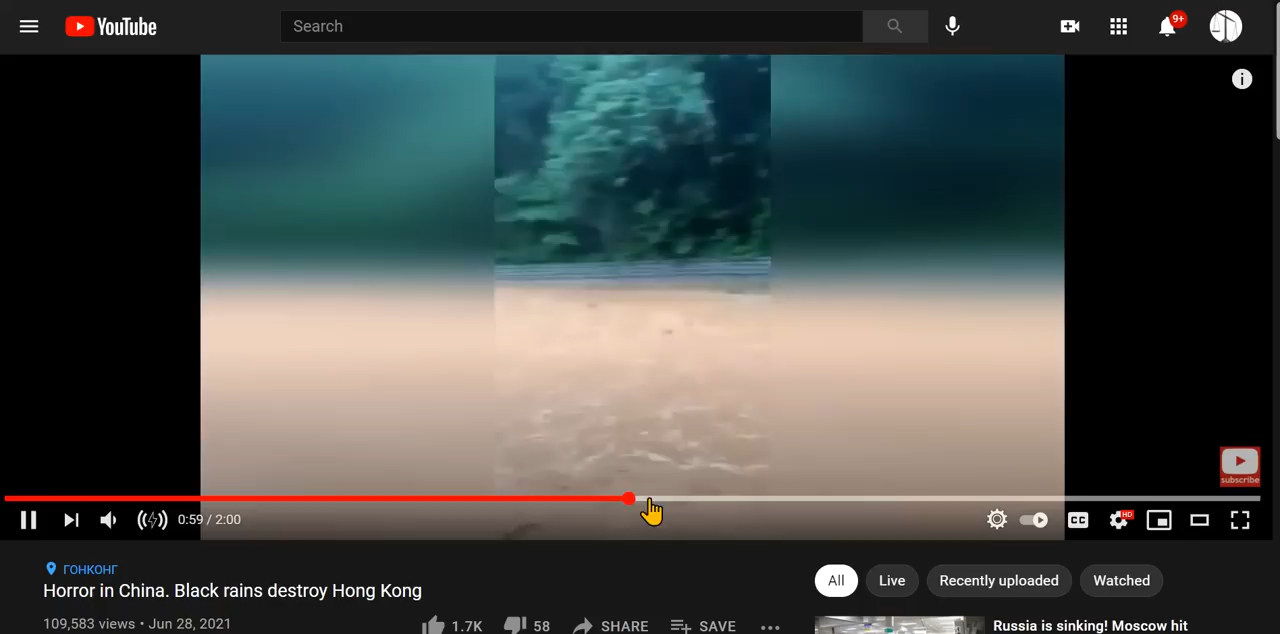 YouTube
Search
9+
subscribe
0:59 / 2:00
CC
HD
ГОНКОНГ
Horror in China. Black rains destroy Hong Kong
109,583 views • Jun 28, 2021
1.7K
58
SHARE
SAVE
All
Live
Recently uploaded
Watched
Russia is sinking! Moscow hit